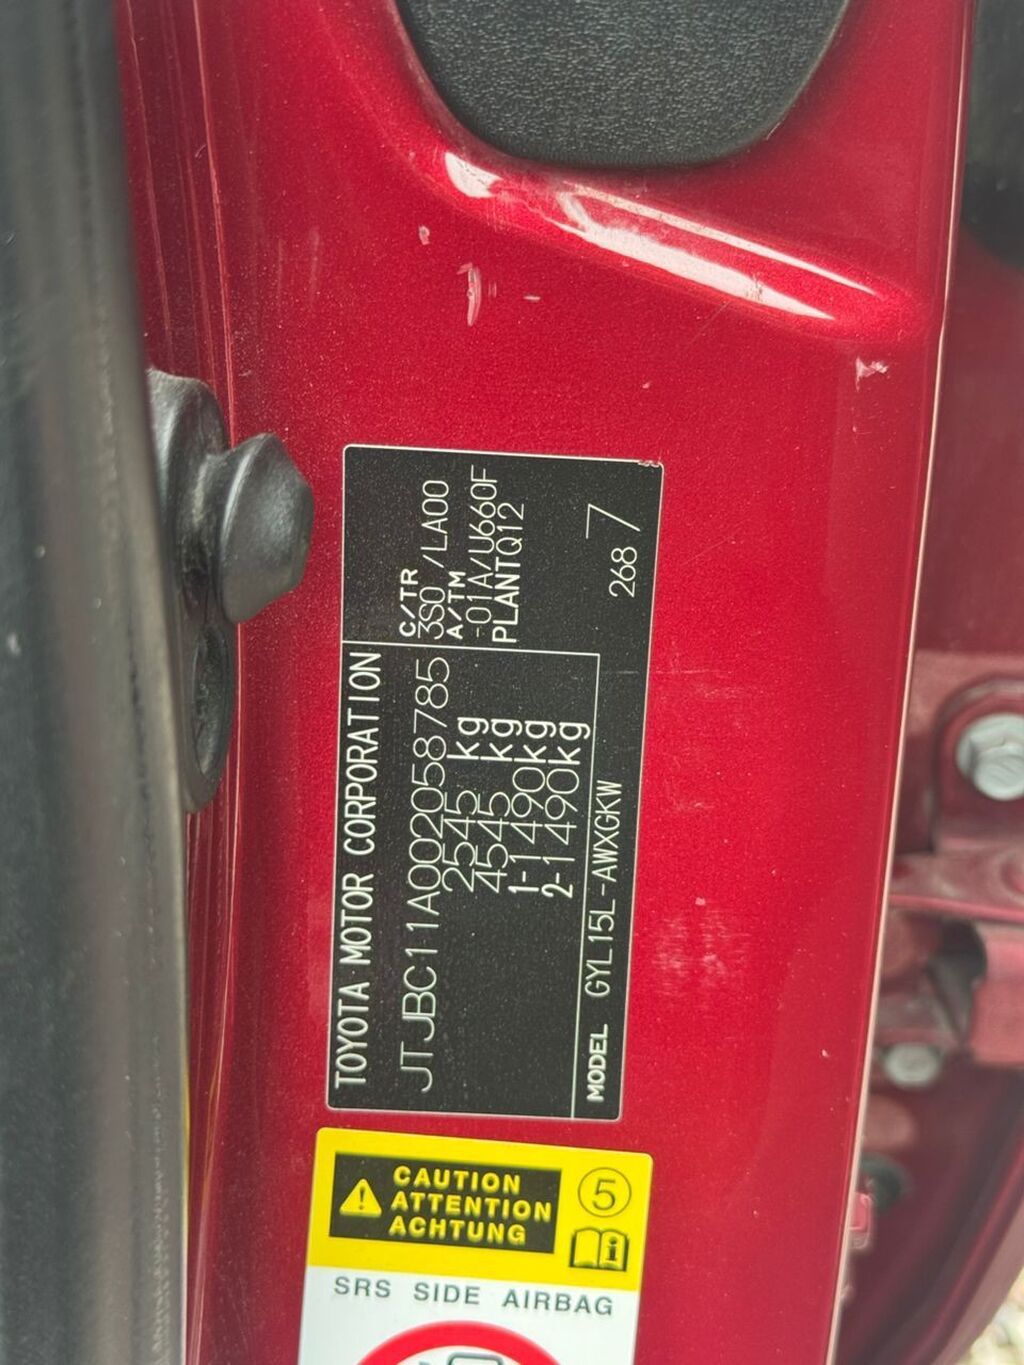 TOYOTA MOTOR CORPORATION
JTJBC11A002058785
2545 kg
4545 kg
1-1490kg
2-1490kg
MODEL GYL15L-AWXGKW
C/TR
3S0 /LA00
A/TM
-01A/U660F
PLANTQ12
268 7
CAUTION
ATTENTION
ACHTUNG
5
i
SRS SIDE AIRBAG